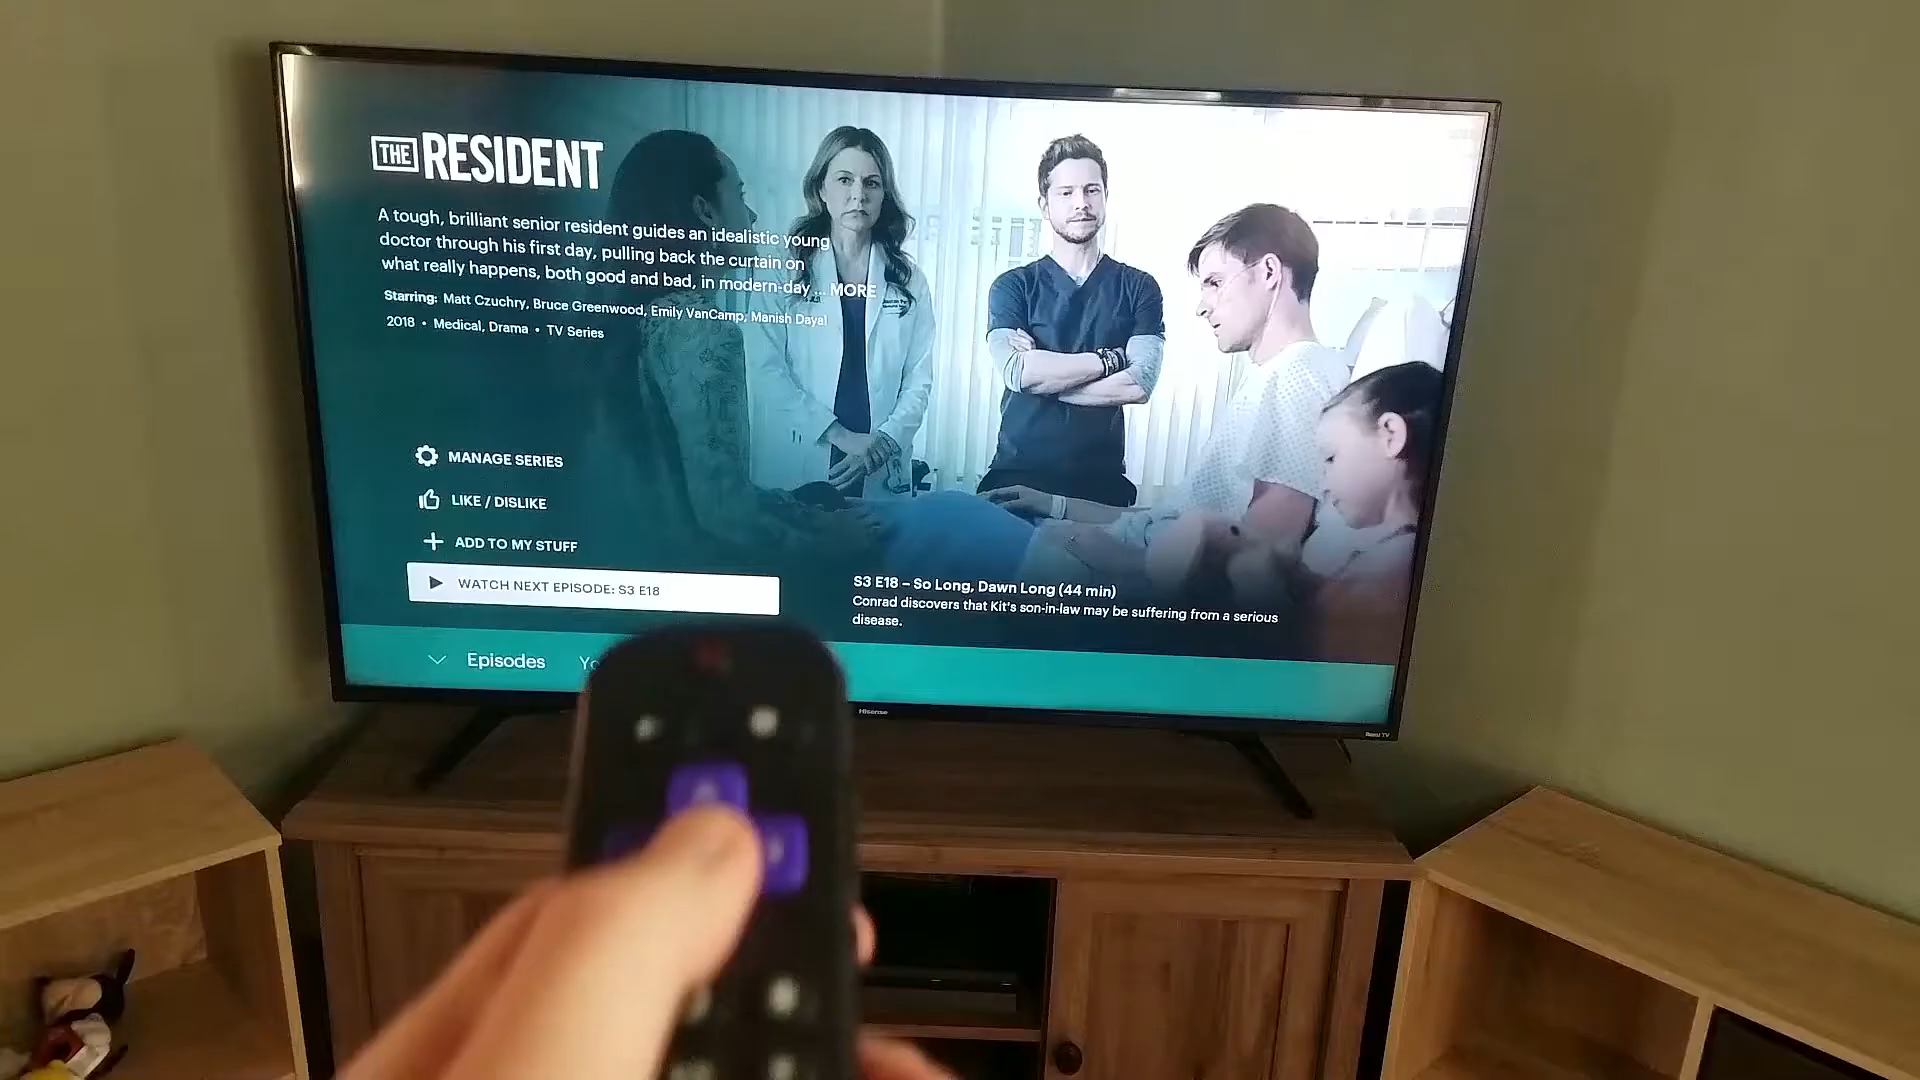 THE RESIDENT
A tough, brilliant senior resident guides an idealistic young
doctor through his first day, pulling back the curtain on
what really happens, both good and bad, in modern-day ... MORE
Starring: Matt Czuchry, Bruce Greenwood, Emily VanCamp, Manish Dayal
2018 • Medical, Drama • TV Series
MANAGE SERIES
LIKE / DISLIKE
ADD TO MY STUFF
WATCH NEXT EPISODE: S3 E18
S3 E18 – So Long, Dawn Long (44 min)
Conrad discovers that Kit's son-in-law may be suffering from a serious
disease.
Episodes
Hisense
Roku TV